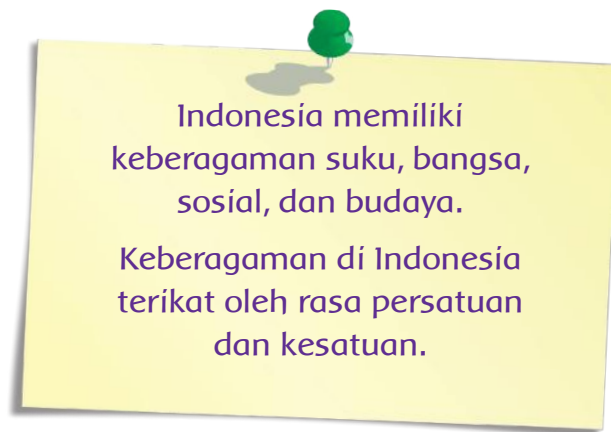 Indonesia memiliki
keberagaman suku, bangsa,
sosial, dan budaya.
Keberagaman di Indonesia
terikat oleh rasa persatuan
dan kesatuan.